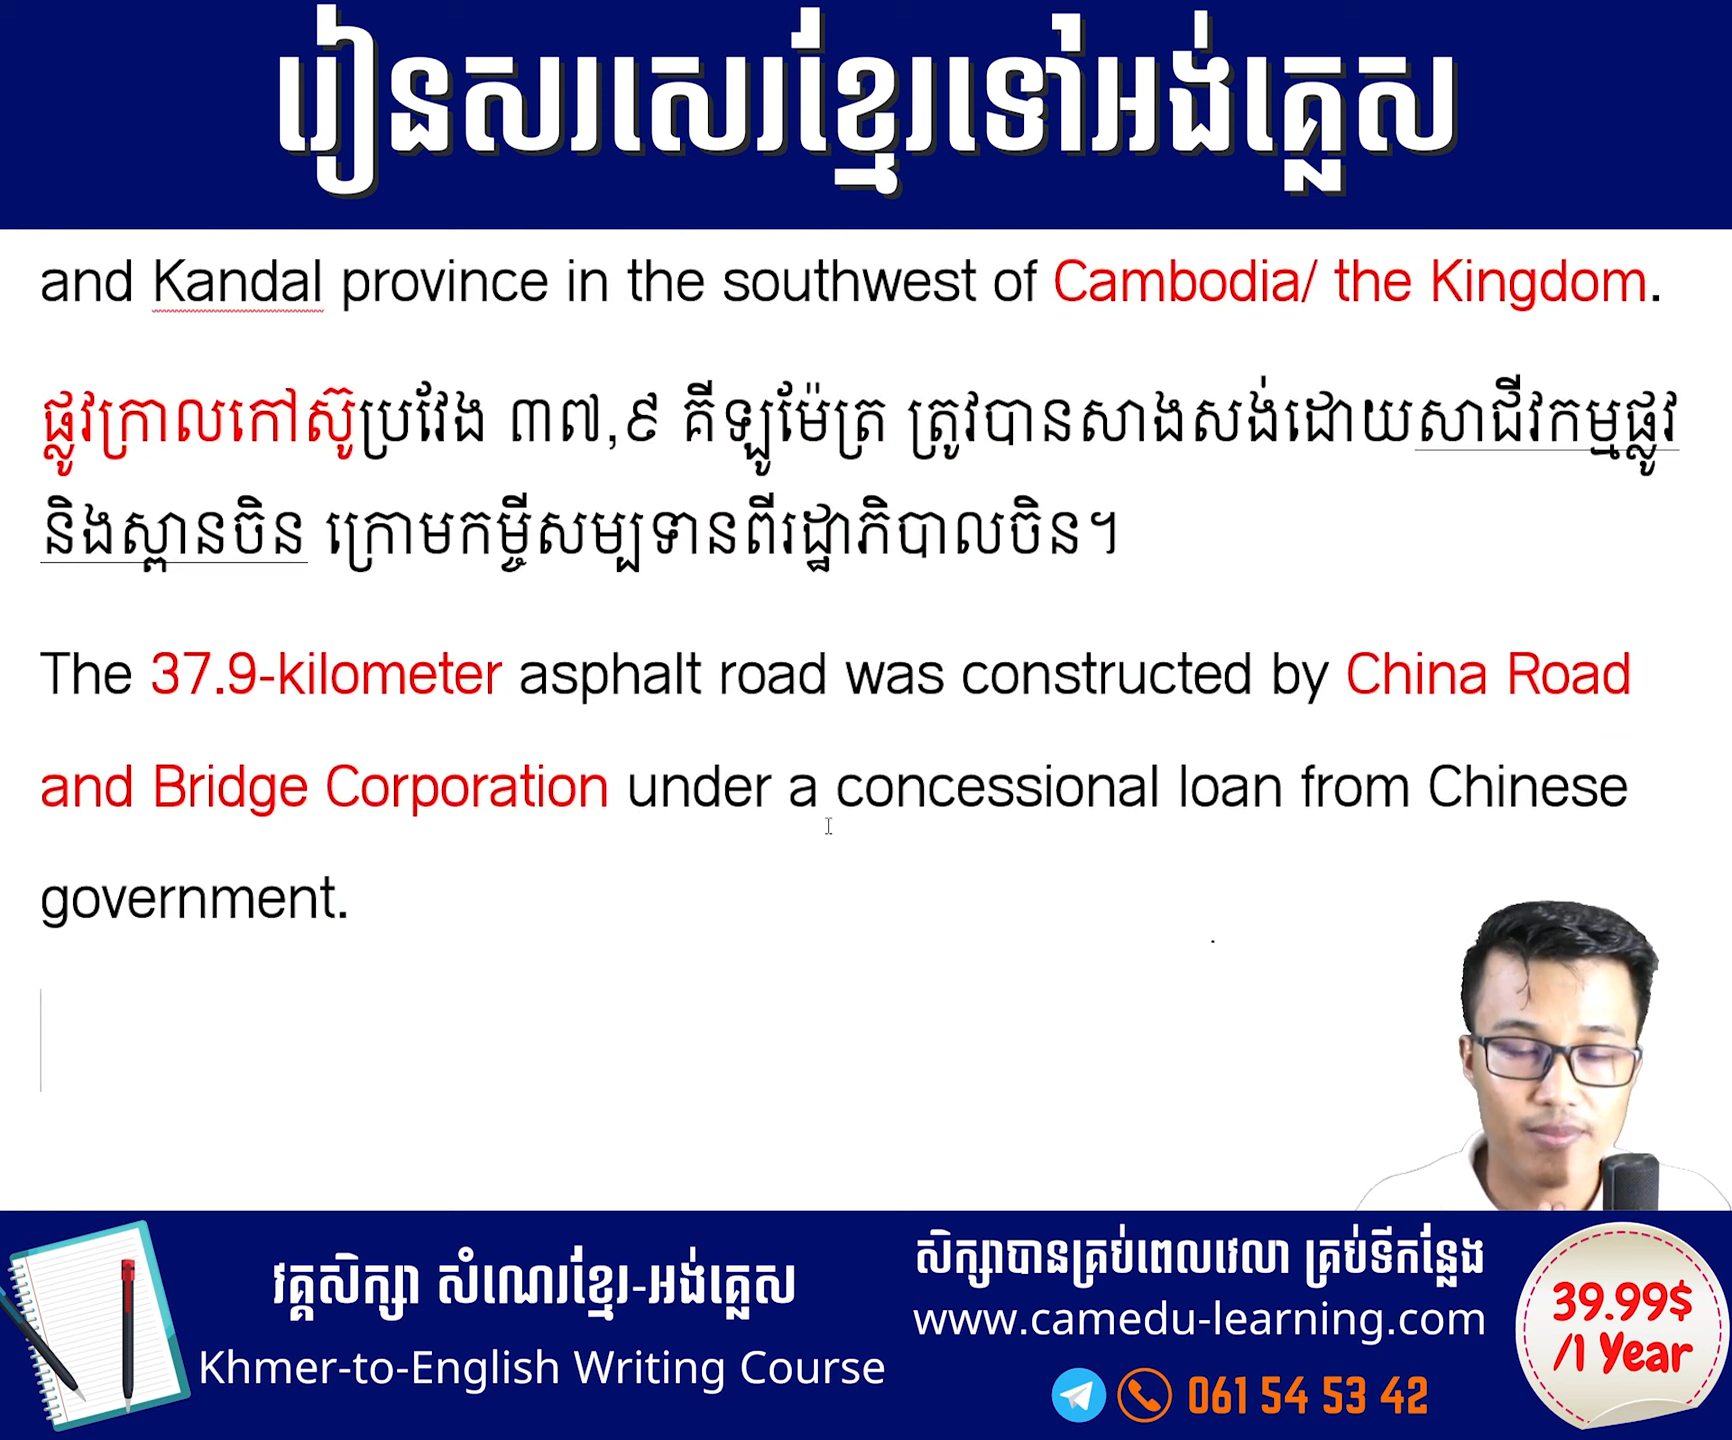 រៀនសរសេរខ្មែរទៅអង់គ្លេស
and Kandal province in the southwest of Cambodia/ the Kingdom.
ផ្លូវក្រាលកៅស៊ូប្រវែង ៣៧,៩ គីឡូម៉ែត្រ ត្រូវបានសាងសង់ដោយសាជីវកម្មផ្លូវ
និងស្ពានចិន ក្រោមកម្ចីសម្បទានពីរដ្ឋាភិបាលចិន។
The 37.9-kilometer asphalt road was constructed by China Road
and Bridge Corporation under a concessional loan from Chinese
government.
វគ្គសិក្សា សំណេរខ្មែរ-អង់គ្លេស
Khmer-to-English Writing Course
សិក្សាបានគ្រប់ពេលវេលា គ្រប់ទីកន្លែង
www.camedu-learning.com
061 54 53 42
39.99$
/1 Year